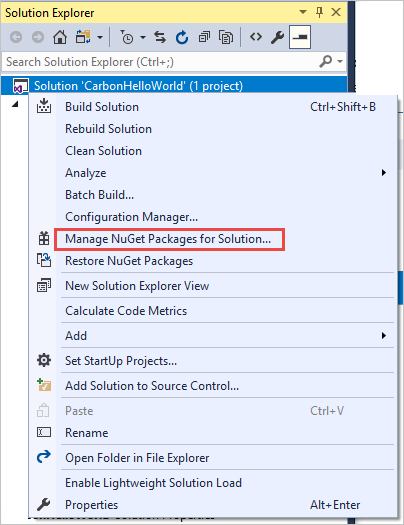 Solution Explorer
Search Solution Explorer (Ctrl+;)
Solution 'CarbonHelloWorld' (1 project)
Build Solution Ctrl+Shift+B
Rebuild Solution
Clean Solution
Analyze
Batch Build...
Configuration Manager...
Manage NuGet Packages for Solution...
Restore NuGet Packages
New Solution Explorer View
Calculate Code Metrics
Add
Set StartUp Projects...
Add Solution to Source Control...
Paste Ctrl+V
Rename
Open Folder in File Explorer
Enable Lightweight Solution Load
Properties Alt+Enter